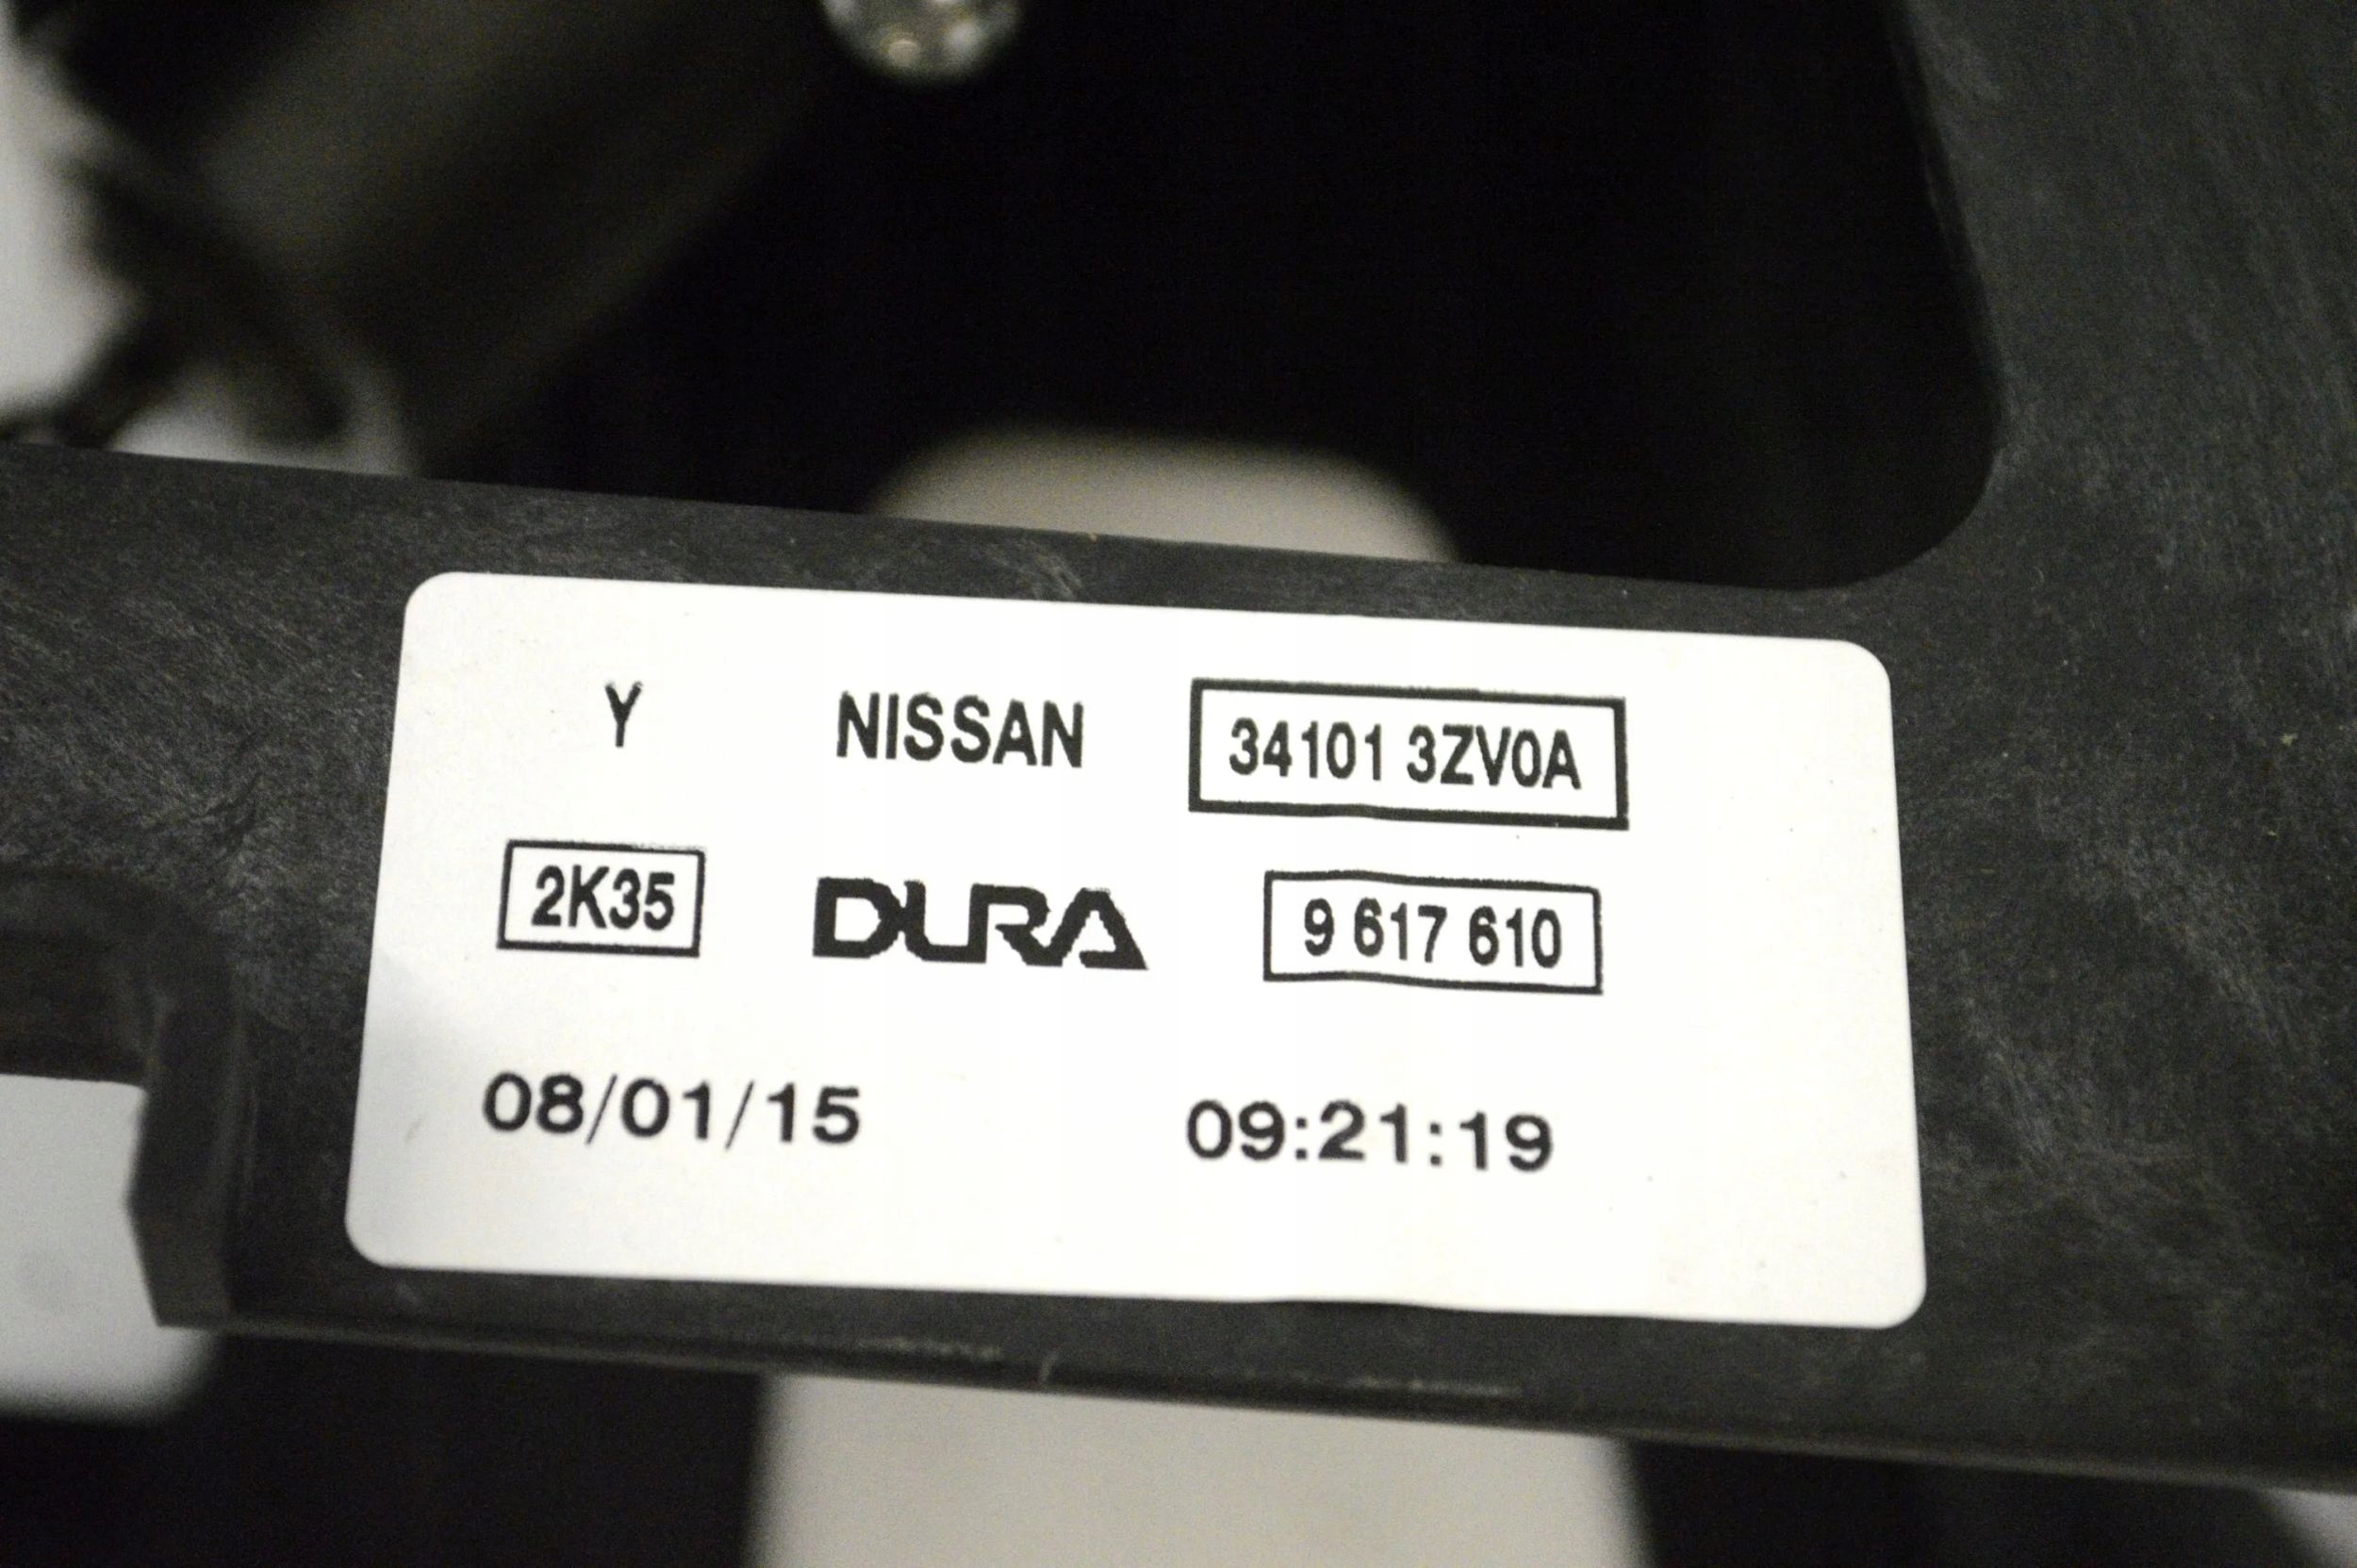 Y NISSAN 34101 3ZV0A
2K35 DURA 9 617 610
08/01/15 09:21:19